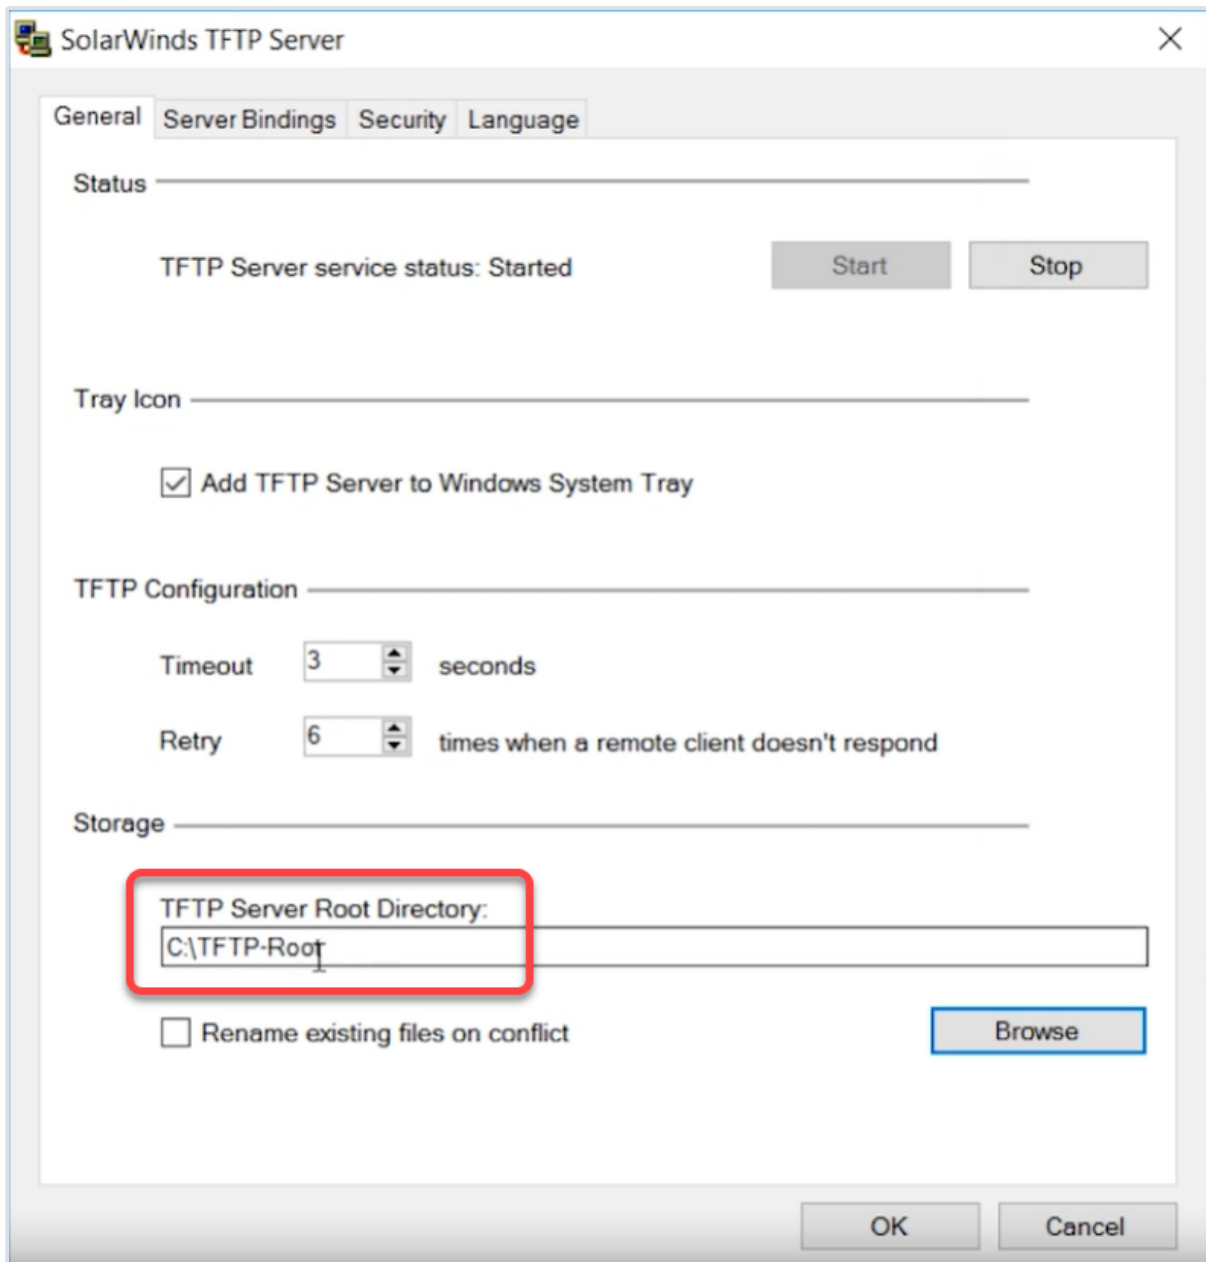 SolarWinds TFTP Server
General Server Bindings Security Language
Status
TFTP Server service status: Started Start Stop
Tray Icon
Add TFTP Server to Windows System Tray
TFTP Configuration
Timeout 3 seconds
Retry 6 times when a remote client doesn't respond
Storage
TFTP Server Root Directory:
C:\TFTP-Root
Rename existing files on conflict Browse
OK Cancel